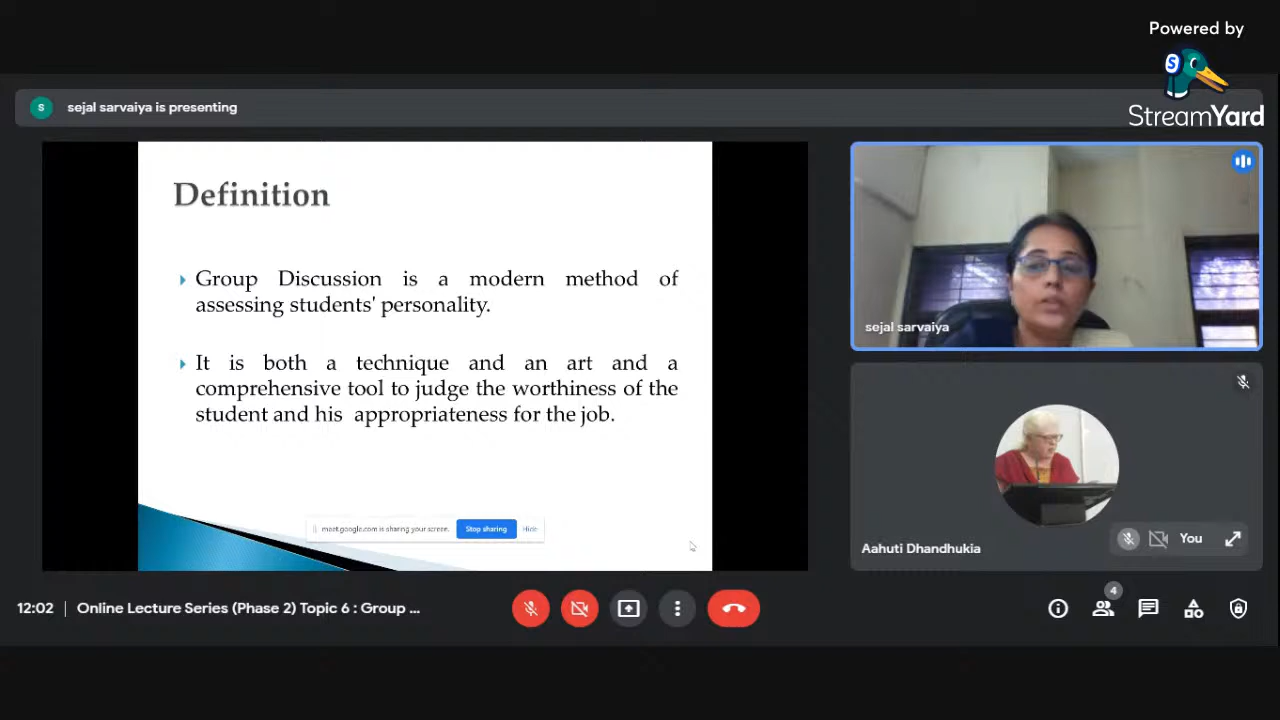 Powered by
StreamYard
S
sejal sarvaiya is presenting
Definition
Group Discussion is a modern method of
assessing students' personality.
It is both a technique and an art and a
comprehensive tool to judge the worthiness of the
student and his appropriateness for the job.
meet.google.com is sharing your screen.
Stop sharing
Hide
sejal sarvaiya
Aahuti Dhandhukia
You
12:02
Online Lecture Series (Phase 2) Topic 6 : Group ...
4